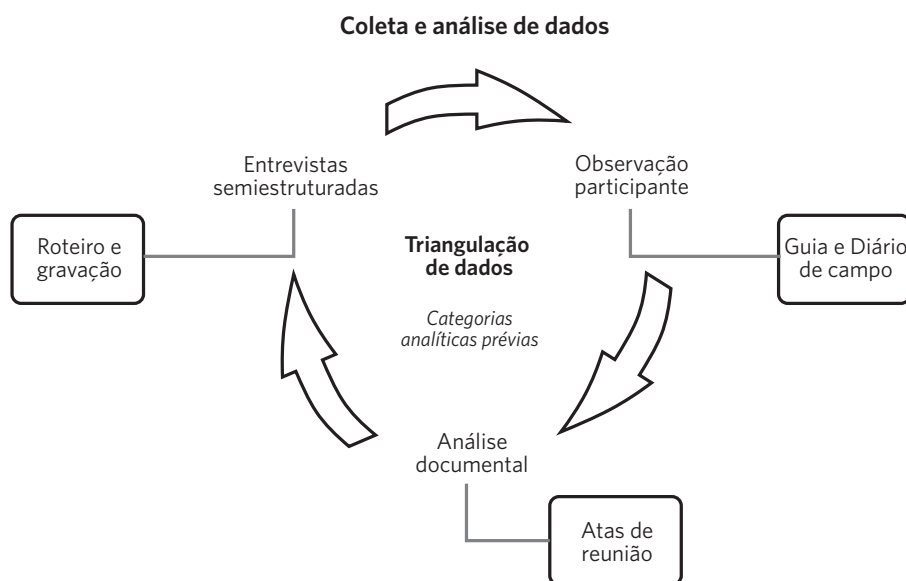 Coleta e análise de dados
Entrevistas
semiestruturadas
Observação
participante
Roteiro e
gravação
Triangulação
de dados
Guia e Diário
de campo
Categorias
analíticas prévias
Análise
documental
Atas de
reunião